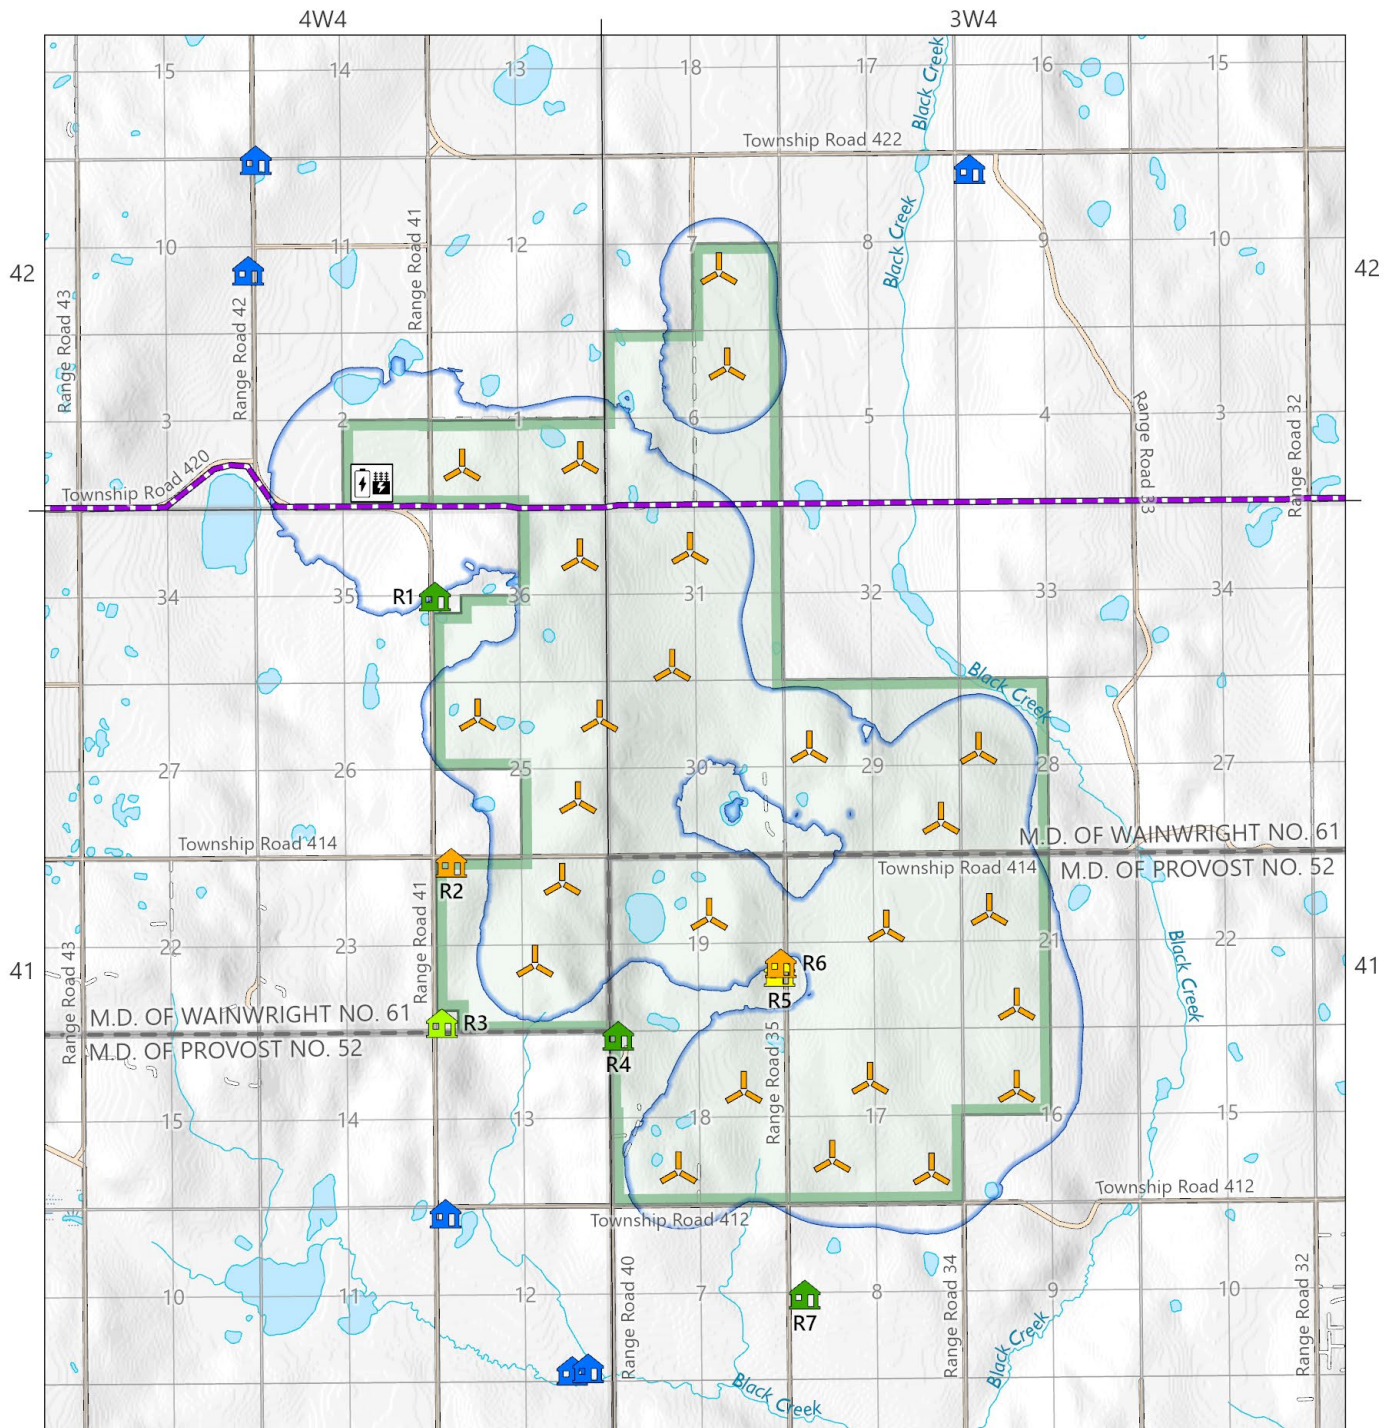 4W4
3W4
15
14
13
18
17
16
15
Black Creek
Township Road 422
10
11
12
7
8
9
10
Black Creek
Range Road 41
42
42
Range Road 43
Range Road 42
3
2
1
6
5
4
3
Range Road 33
Range Road 32
Township Road 420
34
35
R1
36
31
32
33
34
Black Creek
27
26
25
30
29
28
27
Township Road 414
M.D. OF WAINWRIGHT NO. 61
Township Road 414
M.D. OF PROVOST NO. 52
R2
Range Road 41
22
23
19
21
22
41
41
Range Road 43
R6
R5
Black Creek
M.D. OF WAINWRIGHT NO. 61
R3
M.D. OF PROVOST NO. 52
R4
Range Road 35
15
14
13
18
17
16
15
Township Road 412
Township Road 412
10
11
12
7
8
9
10
R7
Range Road 40
Range Road 34
Range Road 32
Black Creek
Black Creek